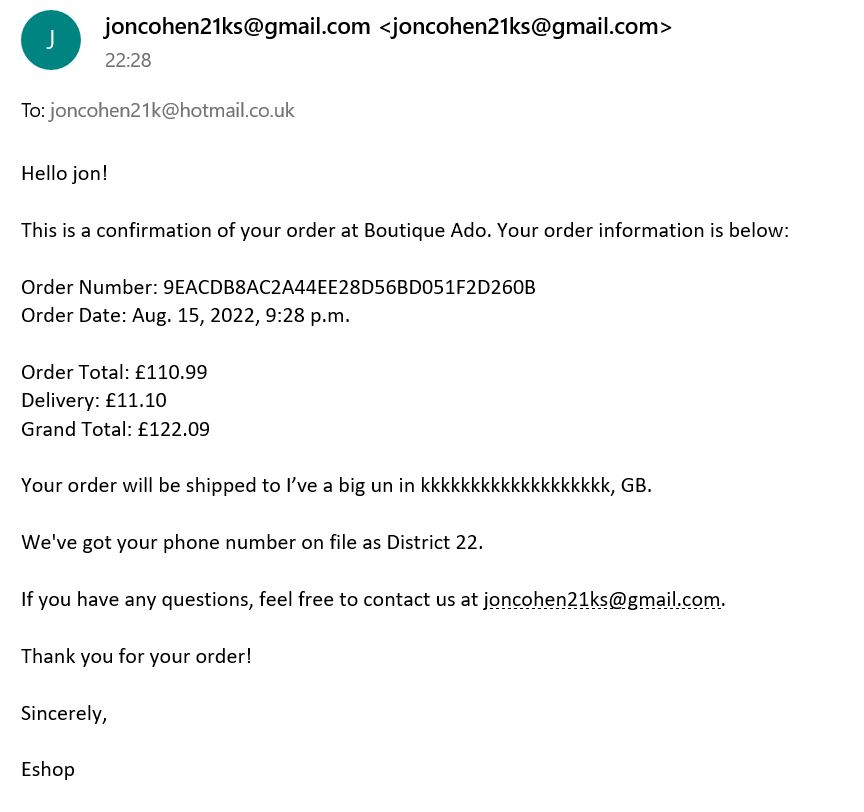 J
joncohen21ks@gmail.com <joncohen21ks@gmail.com>
22:28
To: joncohen21k@hotmail.co.uk
Hello jon!
This is a confirmation of your order at Boutique Ado. Your order information is below:
Order Number: 9EACDB8AC2A44EE28D56BD051F2D260B
Order Date: Aug. 15, 2022, 9:28 p.m.
Order Total: £110.99
Delivery: £11.10
Grand Total: £122.09
Your order will be shipped to I’ve a big un in kkkkkkkkkkkkkkkkkkk, GB.
We've got your phone number on file as District 22.
If you have any questions, feel free to contact us at joncohen21ks@gmail.com.
Thank you for your order!
Sincerely,
Eshop